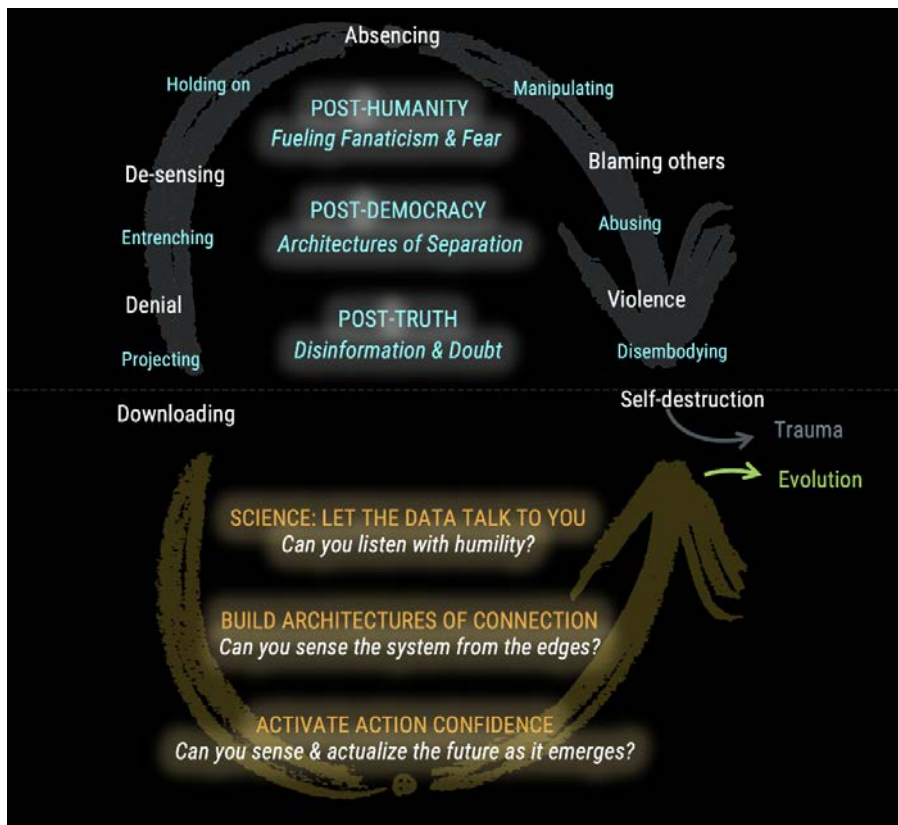 Absencing
Holding on
Manipulating
POST-HUMANITY
Fueling Fanaticism & Fear
De-sensing
Blaming others
POST-DEMOCRACY
Architectures of Separation
Entrenching
Abusing
Denial
Violence
POST-TRUTH
Disinformation & Doubt
Projecting
Disembodying
Downloading
Self-destruction
Trauma
Evolution
SCIENCE: LET THE DATA TALK TO YOU
Can you listen with humility?
BUILD ARCHITECTURES OF CONNECTION
Can you sense the system from the edges?
ACTIVATE ACTION CONFIDENCE
Can you sense & actualize the future as it emerges?